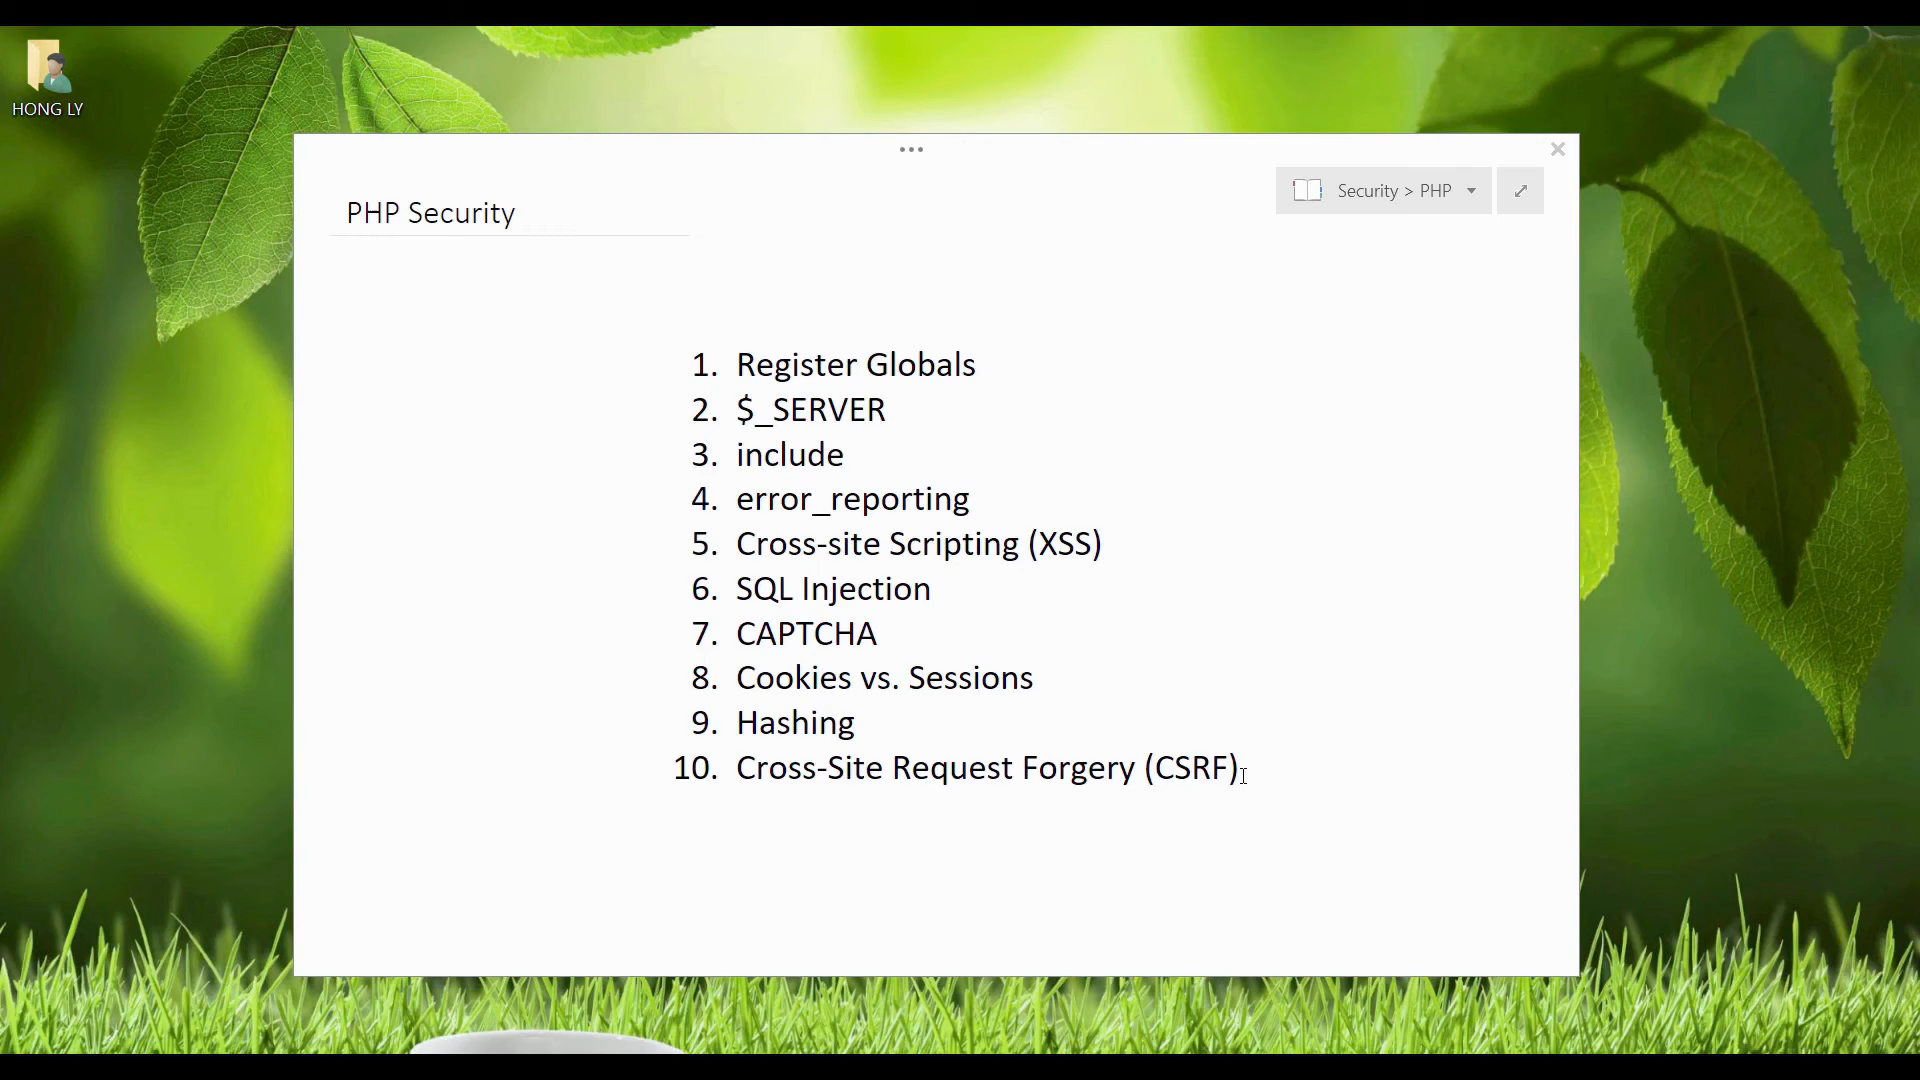 HONG LY
Security > PHP
PHP Security
1. Register Globals
2. $_SERVER
3. include
4. error_reporting
5. Cross-site Scripting (XSS)
6. SQL Injection
7. CAPTCHA
8. Cookies vs. Sessions
9. Hashing
10. Cross-Site Request Forgery (CSRF)